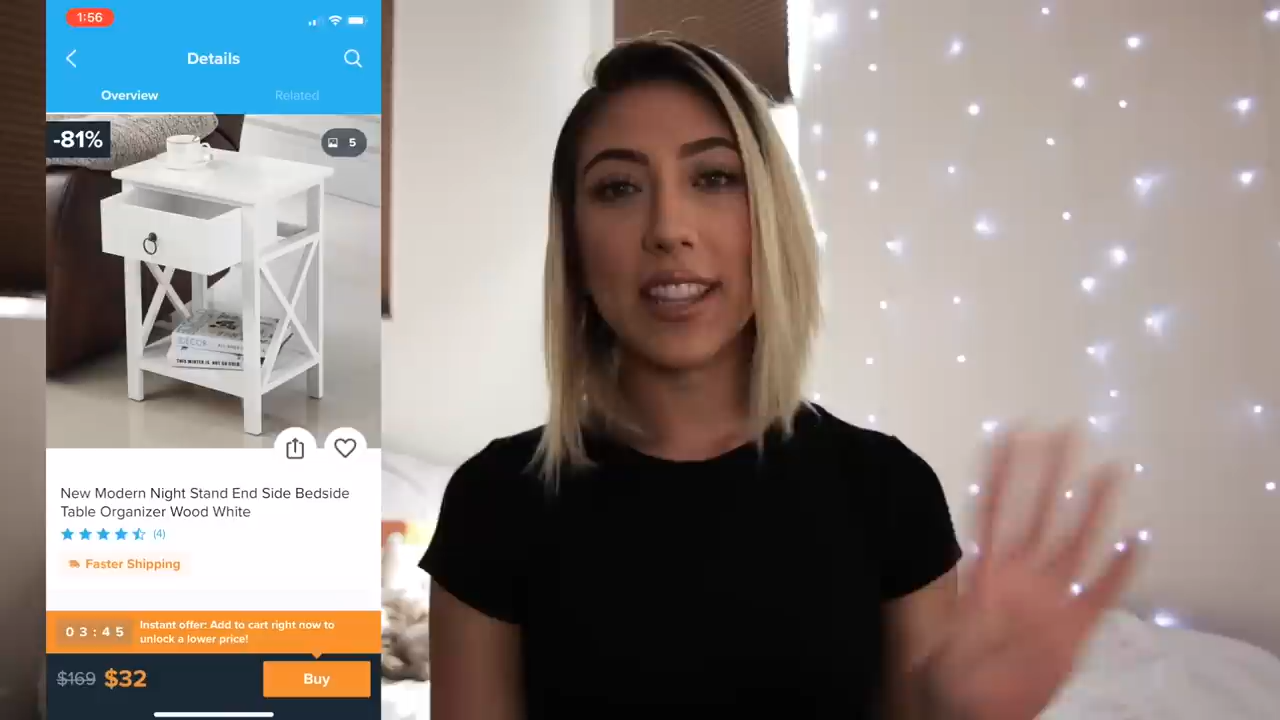 1:56
Details
Overview
Related
-81%
5
DECOR
New Modern Night Stand End Side Bedside
Table Organizer Wood White
(4)
Faster Shipping
03:45
Instant offer: Add to cart right now to
unlock a lower price!
$169 $32
Buy